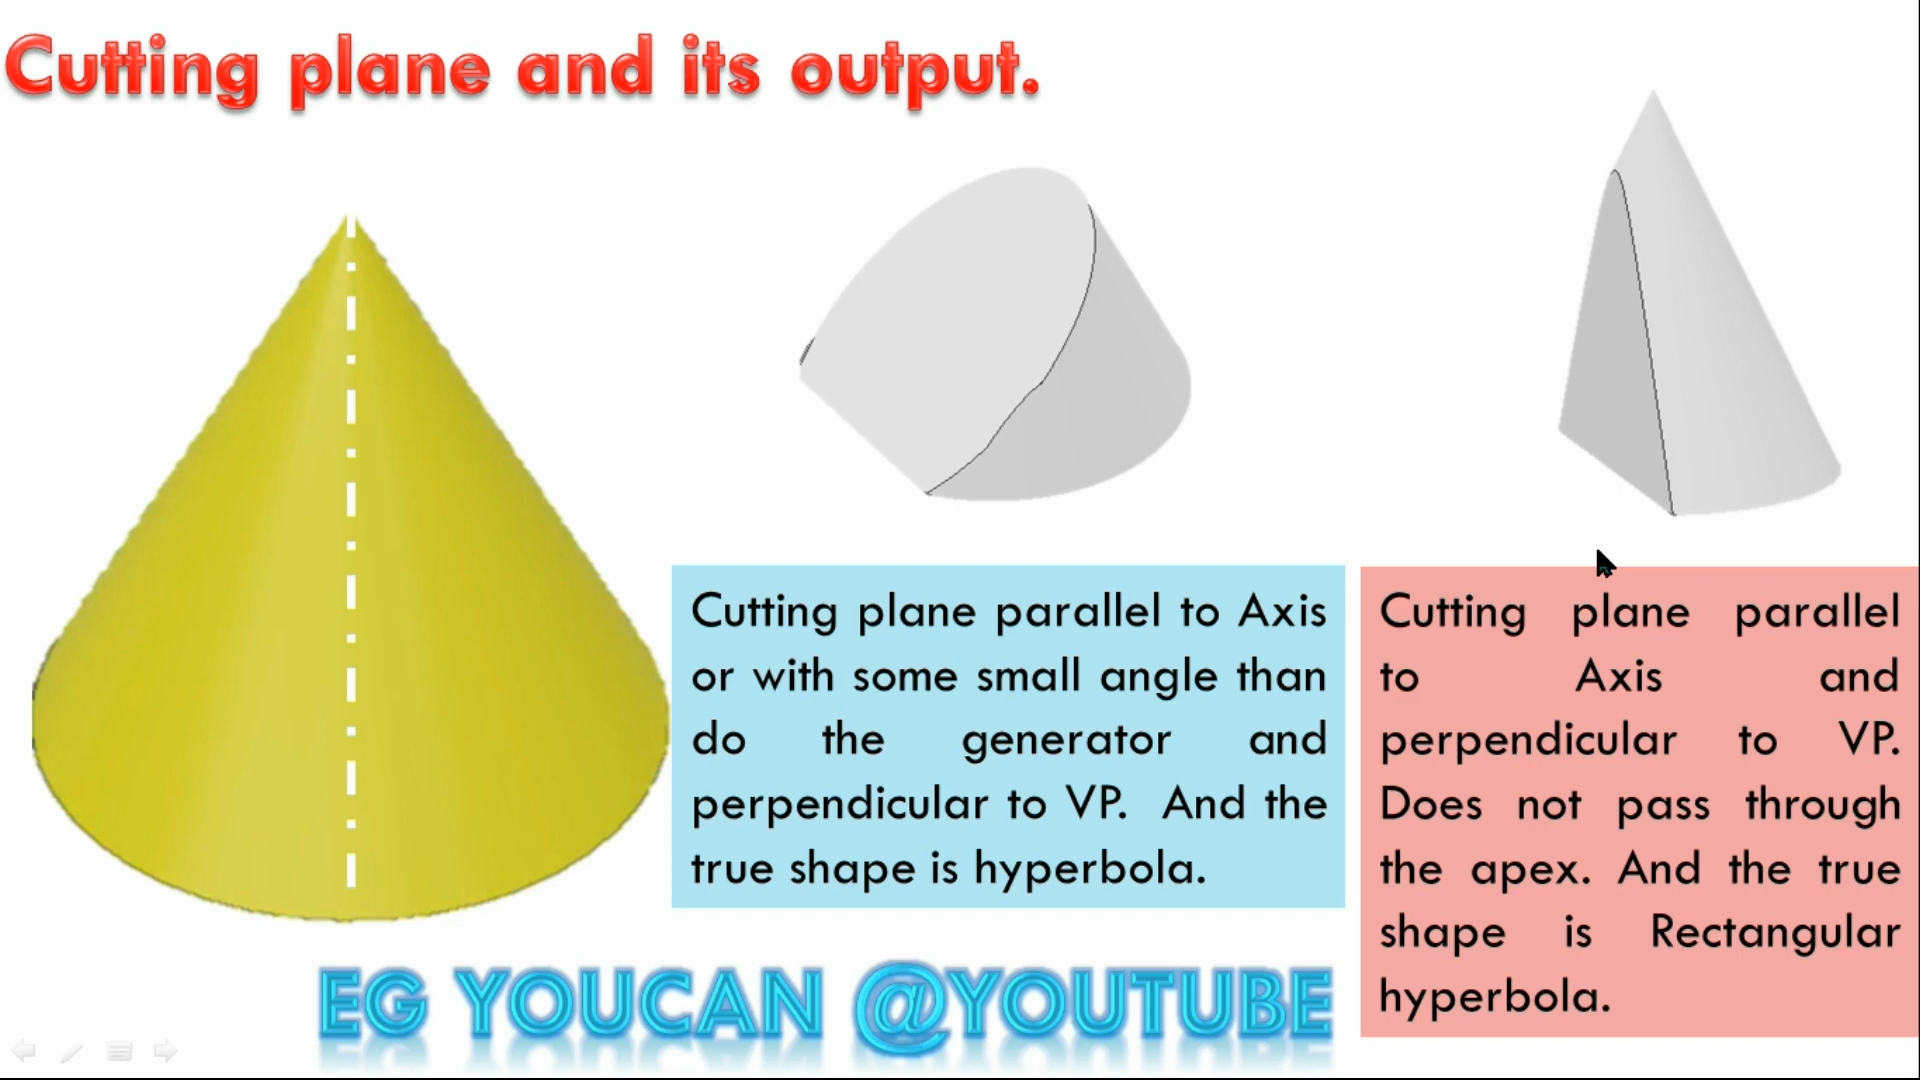 Cutting plane and its output.
Cutting plane parallel to Axis
or with some small angle than
do the generator and
perpendicular to VP. And the
true shape is hyperbola.
Cutting plane parallel
to Axis and
perpendicular to VP.
Does not pass through
the apex. And the true
shape is Rectangular
hyperbola.
EG YOUCAN @YOUTUBE